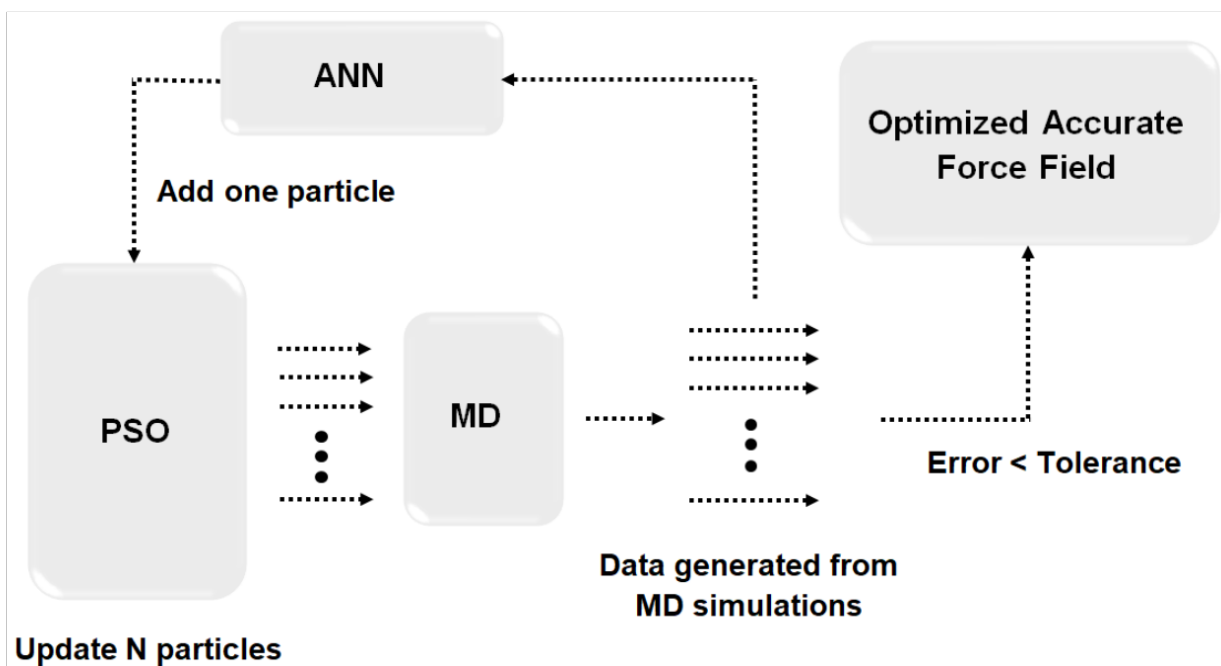 ANN
Optimized Accurate
Force Field
Add one particle
PSO
MD
Error < Tolerance
Data generated from
MD simulations
Update N particles